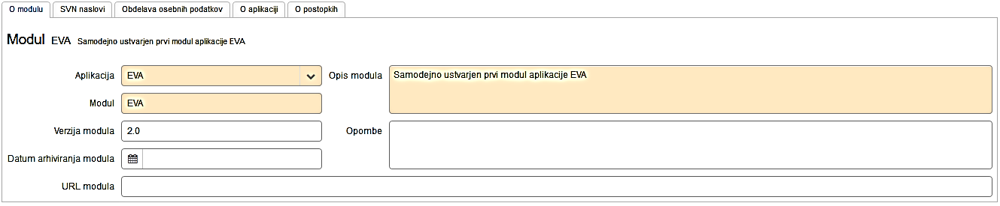 O modulu SVN naslovi Obdelava osebnih podatkov O aplikaciji O postopkih
Modul EVA Samodejno ustvarjen prvi modul aplikacije EVA
Aplikacija EVA Opis modula Samodejno ustvarjen prvi modul aplikacije EVA
Modul EVA
Verzija modula 2.0 Opombe
Datum arhiviranja modula
URL modula